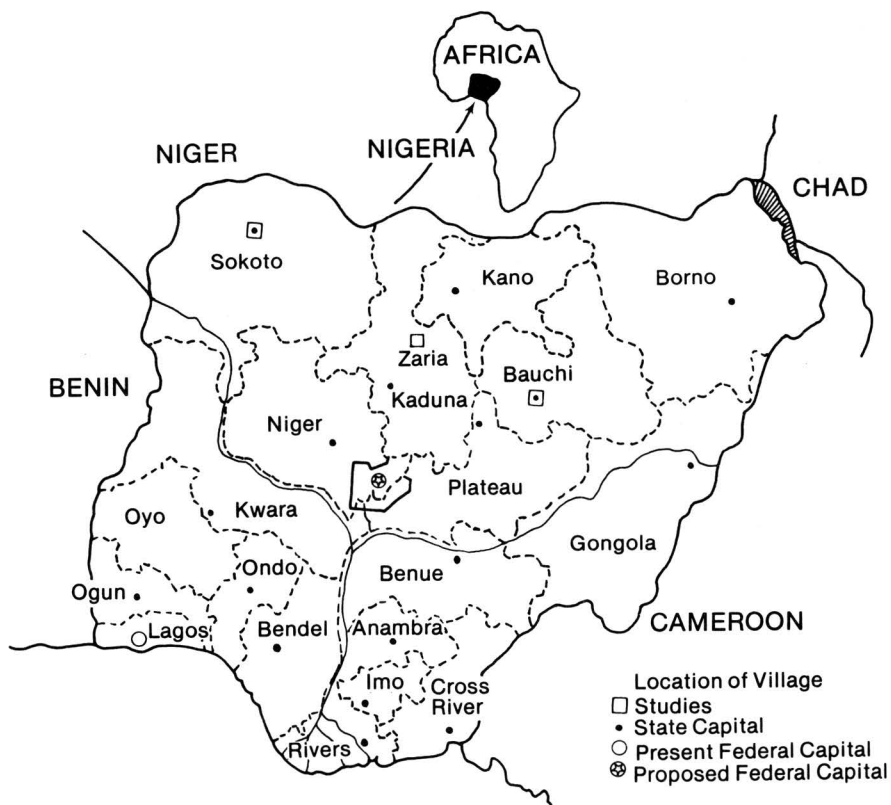 AFRICA
NIGERIA
NIGER
CHAD
Sokoto
Kano
Borno
Zaria
BENIN
Bauchi
Kaduna
Niger
Plateau
Oyo
Kwara
Gongola
Ondo
Benue
Ogun
CAMEROON
Lagos
Bendel
Anambra
Imo
Cross
River
Rivers
Location of Village
Studies
State Capital
Present Federal Capital
Proposed Federal Capital